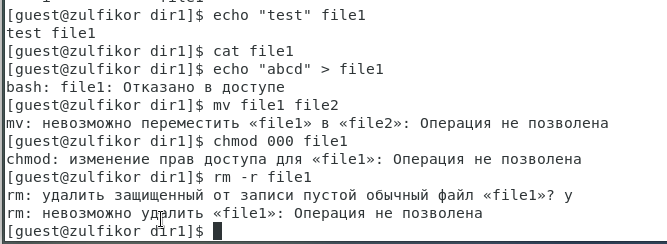 [guest@zulfikor dir1]$ echo "test" file1
test file1
[guest@zulfikor dir1]$ cat file1
[guest@zulfikor dir1]$ echo "abcd" > file1
bash: file1: Отказано в доступе
[guest@zulfikor dir1]$ mv file1 file2
mv: невозможно переместить «file1» в «file2»: Операция не позволена
[guest@zulfikor dir1]$ chmod 000 file1
chmod: изменение прав доступа для «file1»: Операция не позволена
[guest@zulfikor dir1]$ rm -r file1
rm: удалить защищенный от записи пустой обычный файл «file1»? y
rm: невозможно удалить «file1»: Операция не позволена
[guest@zulfikor dir1]$